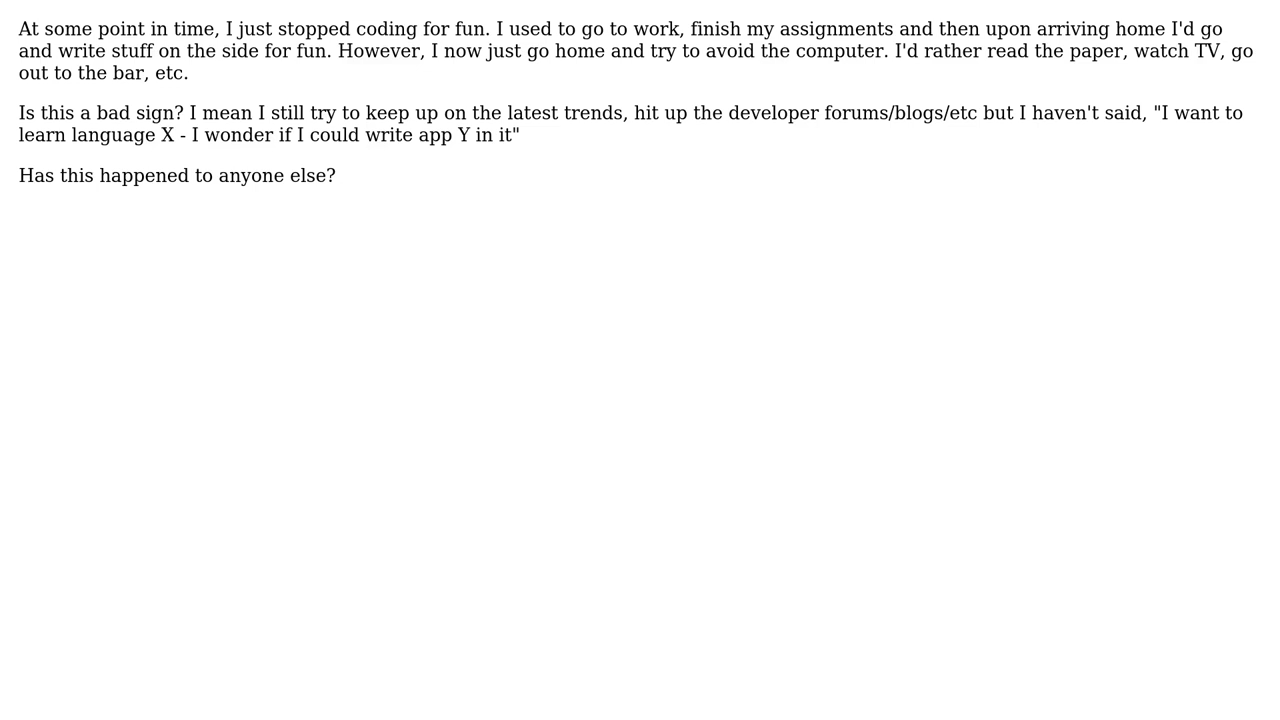 At some point in time, I just stopped coding for fun. I used to go to work, finish my assignments and then upon arriving home I'd go
and write stuff on the side for fun. However, I now just go home and try to avoid the computer. I'd rather read the paper, watch TV, go
out to the bar, etc.
Is this a bad sign? I mean I still try to keep up on the latest trends, hit up the developer forums/blogs/etc but I haven't said, "I want to
learn language X - I wonder if I could write app Y in it"
Has this happened to anyone else?